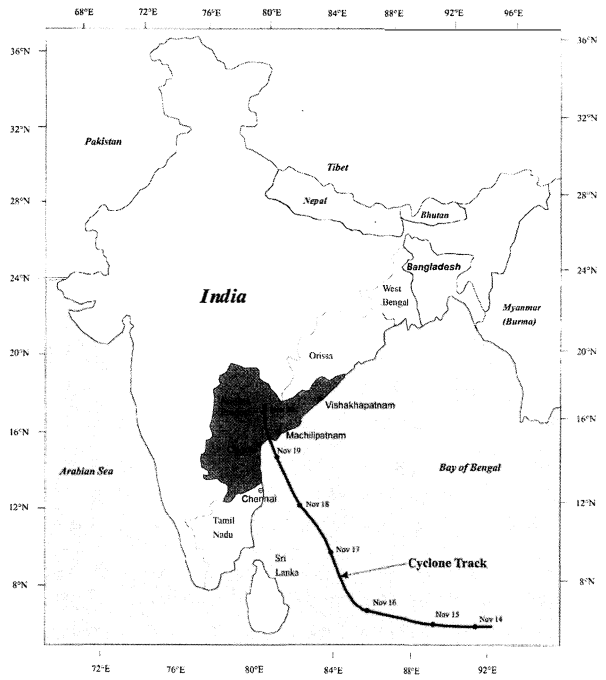 68°E 72°E 76°E 80°E 84°E 88°E 92°E 96°E
36°N
36°N
32°N
32°N
Pakistan
Tibet
Nepal
28°N
28°N
Bhutan
Bangladesh
24°N
24°N
West
Bengal
India
Myanmar
(Burma)
20°N
20°N
Orissa
Vishakhapatnam
16°N
16°N
Machilipatnam
Nov 19
Arabian Sea
Bay of Bengal
Chennai
Nov 18
12°N
12°N
Tamil
Nadu
Nov 17
Sri
Lanka
Cyclone Track
8°N
8°N
Nov 16
Nov 15
Nov 14
72°E 76°E 80°E 84°E 88°E 92°E